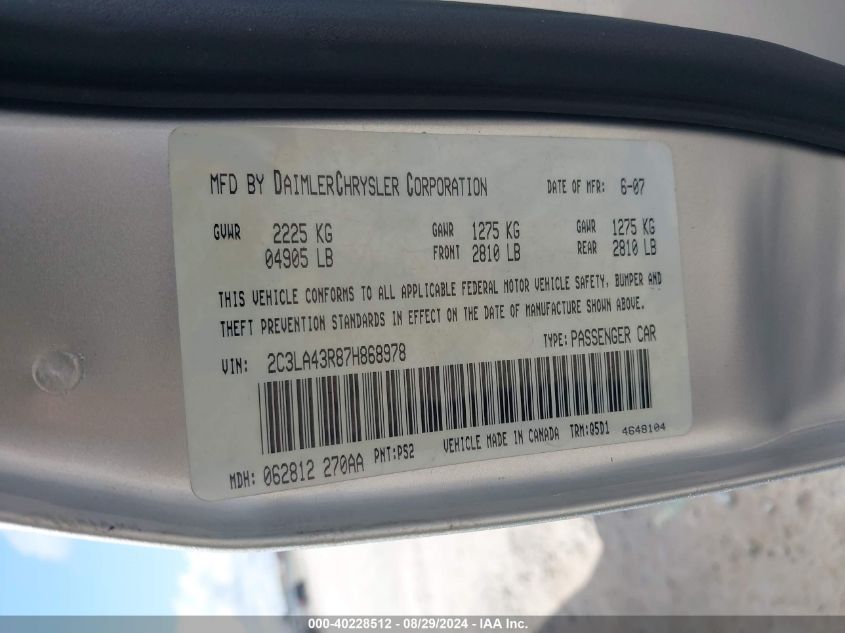 MFD BY DAIMLERCHRYSLER CORPORATION DATE OF MFR: 6-07
GVWR 2225 KG GAWR 1275 KG GAWR 1275 KG
04905 LB FRONT 2810 LB REAR 2810 LB
THIS VEHICLE CONFORMS TO ALL APPLICABLE FEDERAL MOTOR VEHICLE SAFETY, BUMPER AND
THEFT PREVENTION STANDARDS IN EFFECT ON THE DATE OF MANUFACTURE SHOWN ABOVE.
VIN: 2C3LA43R87H868978 TYPE: PASSENGER CAR
MDH: 062812 270AA PNT:PS2 VEHICLE MADE IN CANADA TRM:Q5D1 4648104
000-40228512 - 08/29/2024 - IAA Inc.